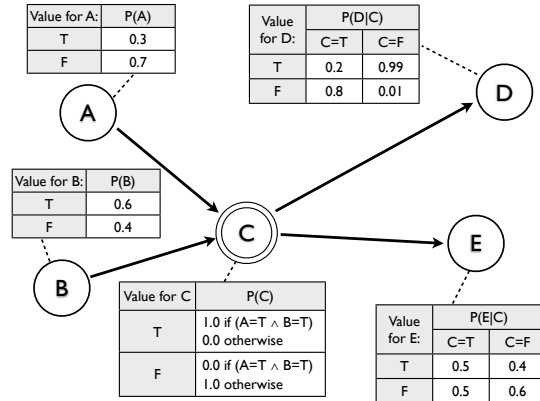 Value for A: P(A)
T 0.3
F 0.7
Value for D: P(D|C)
C=T C=F
T 0.2 0.99
F 0.8 0.01
A
D
Value for B: P(B)
T 0.6
F 0.4
B
C
E
Value for C P(C)
T 1.0 if (A=T ∧ B=T)
0.0 otherwise
F 0.0 if (A=T ∧ B=T)
1.0 otherwise
Value for E: P(E|C)
C=T C=F
T 0.5 0.4
F 0.5 0.6